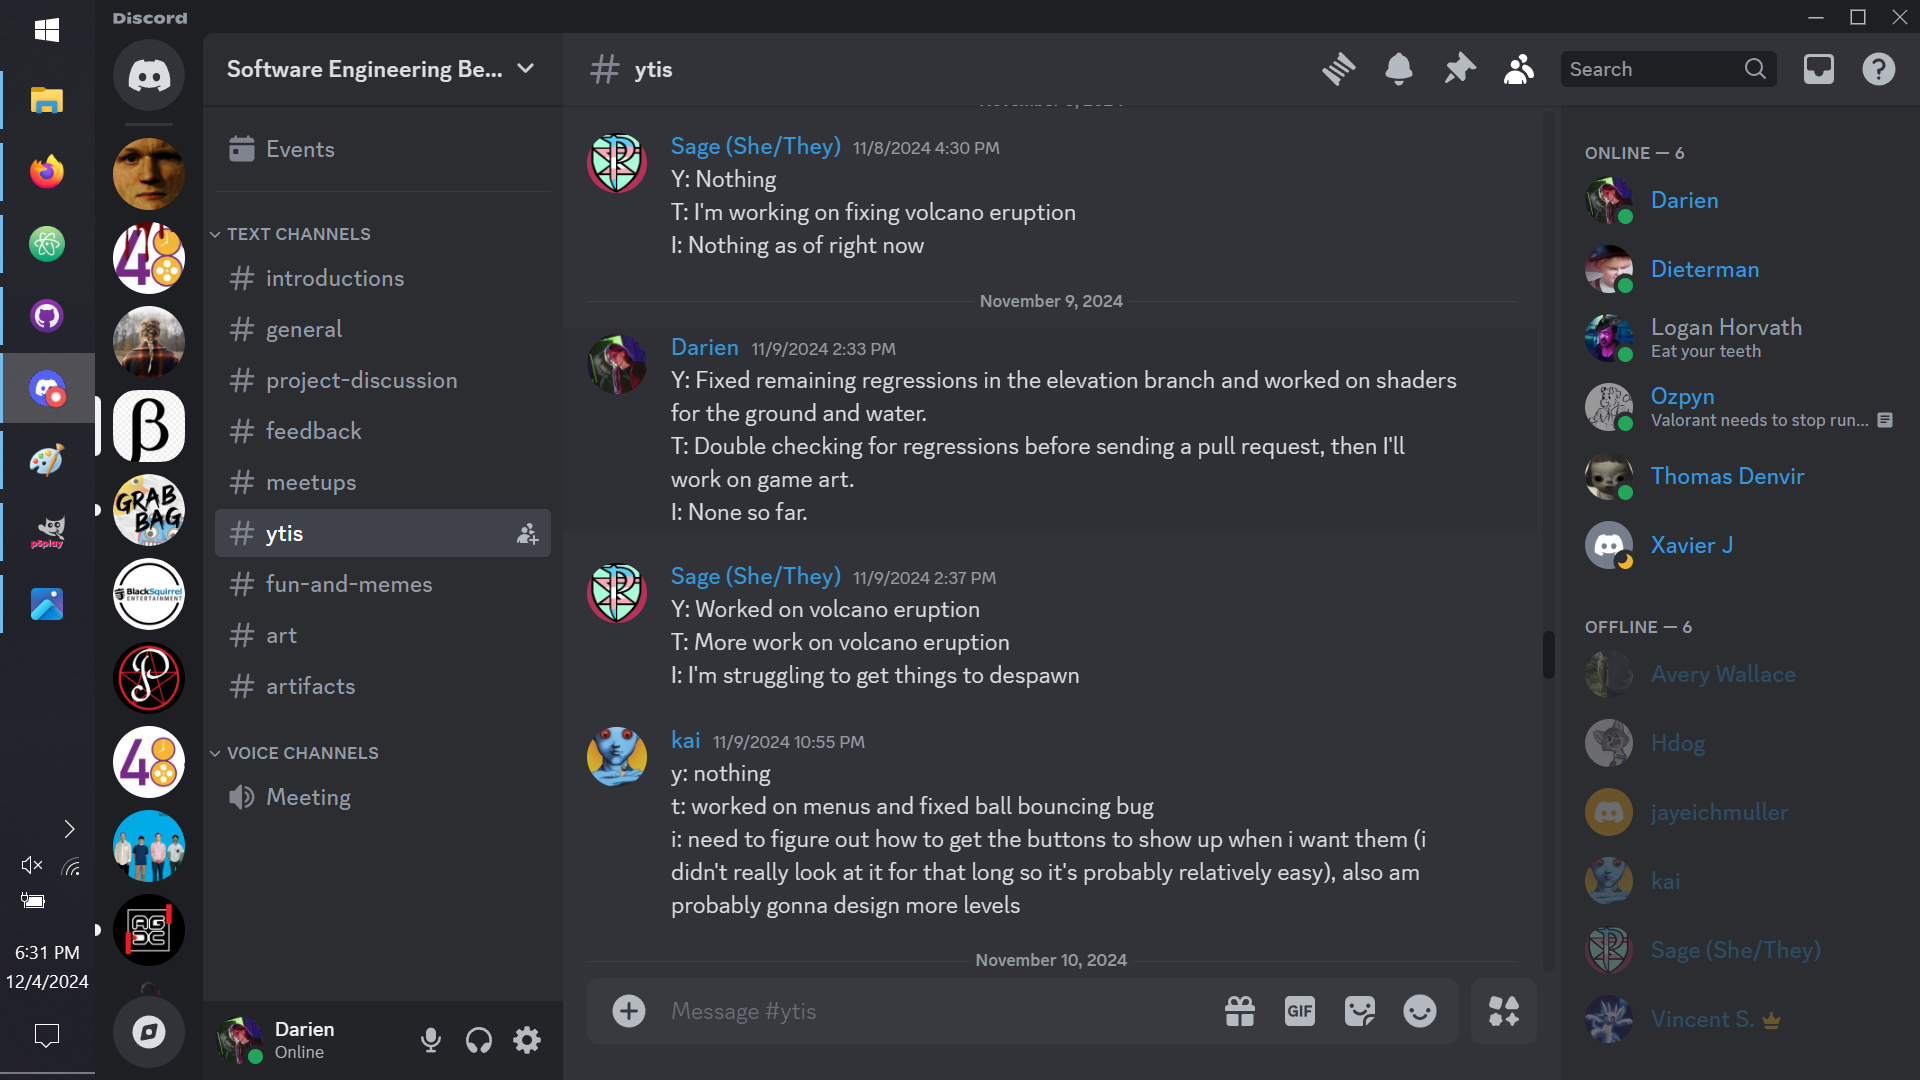 Discord
Software Engineering Be...
Events
TEXT CHANNELS
introductions
general
project-discussion
feedback
meetups
ytis
fun-and-memes
art
artifacts
VOICE CHANNELS
Meeting
Darien
Online
48
β
GRAB
BAG
BlackSquirrel
ENTERTAINMENT
48
AG
DC
p5play
6:31 PM
12/4/2024
ytis
Search
Sage (She/They) 11/8/2024 4:30 PM
Y: Nothing
T: I'm working on fixing volcano eruption
I: Nothing as of right now
November 9, 2024
Darien 11/9/2024 2:33 PM
Y: Fixed remaining regressions in the elevation branch and worked on shaders
for the ground and water.
T: Double checking for regressions before sending a pull request, then I'll
work on game art.
I: None so far.
Sage (She/They) 11/9/2024 2:37 PM
Y: Worked on volcano eruption
T: More work on volcano eruption
I: I'm struggling to get things to despawn
kai 11/9/2024 10:55 PM
y: nothing
t: worked on menus and fixed ball bouncing bug
i: need to figure out how to get the buttons to show up when i want them (i
didn't really look at it for that long so it's probably relatively easy), also am
probably gonna design more levels
November 10, 2024
Message #ytis
GIF
ONLINE — 6
Darien
Dieterman
Logan Horvath
Eat your teeth
Ozpyn
Valorant needs to stop run...
Thomas Denvir
Xavier J
OFFLINE — 6
Avery Wallace
Hdog
jayeichmuller
kai
Sage (She/They)
Vincent S.